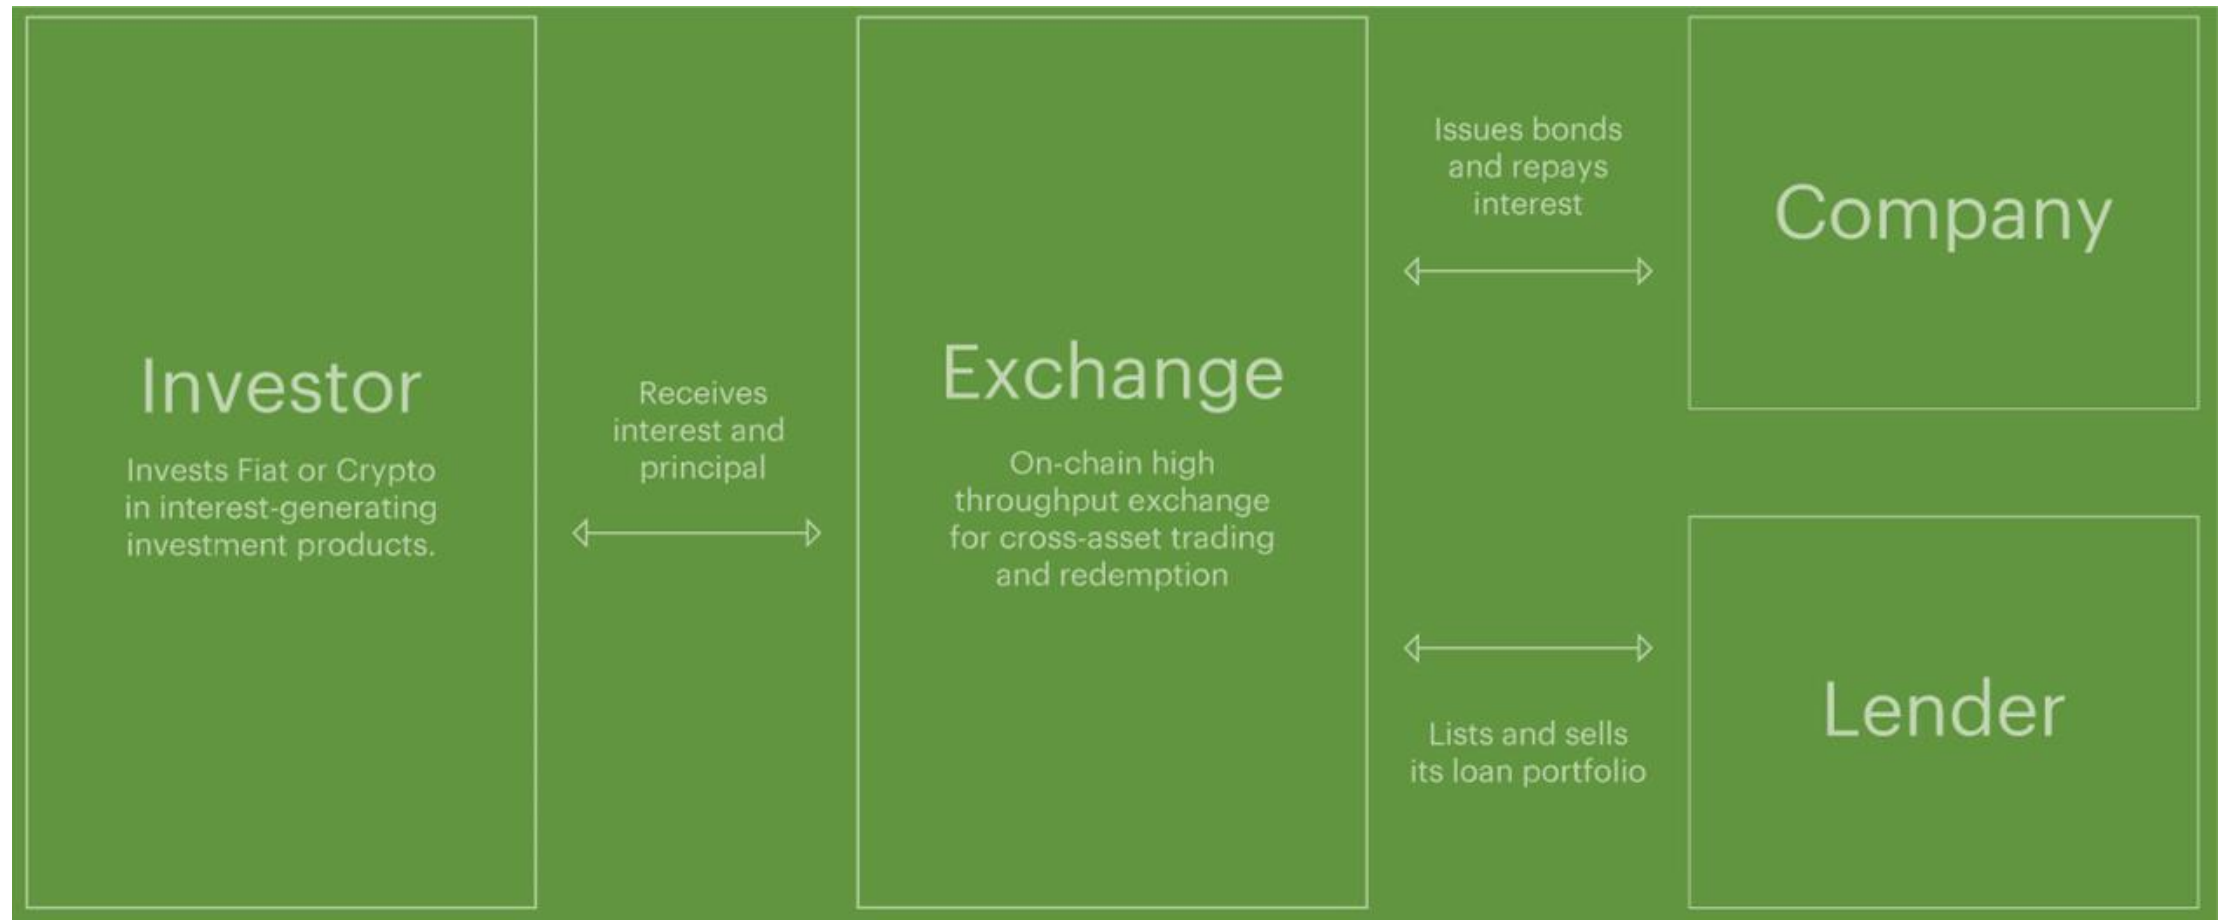 Investor
Invests Fiat or Crypto
in interest-generating
investment products.
Receives
interest and
principal
Exchange
On-chain high
throughput exchange
for cross-asset trading
and redemption
Issues bonds
and repays
interest
Company
Lists and sells
its loan portfolio
Lender